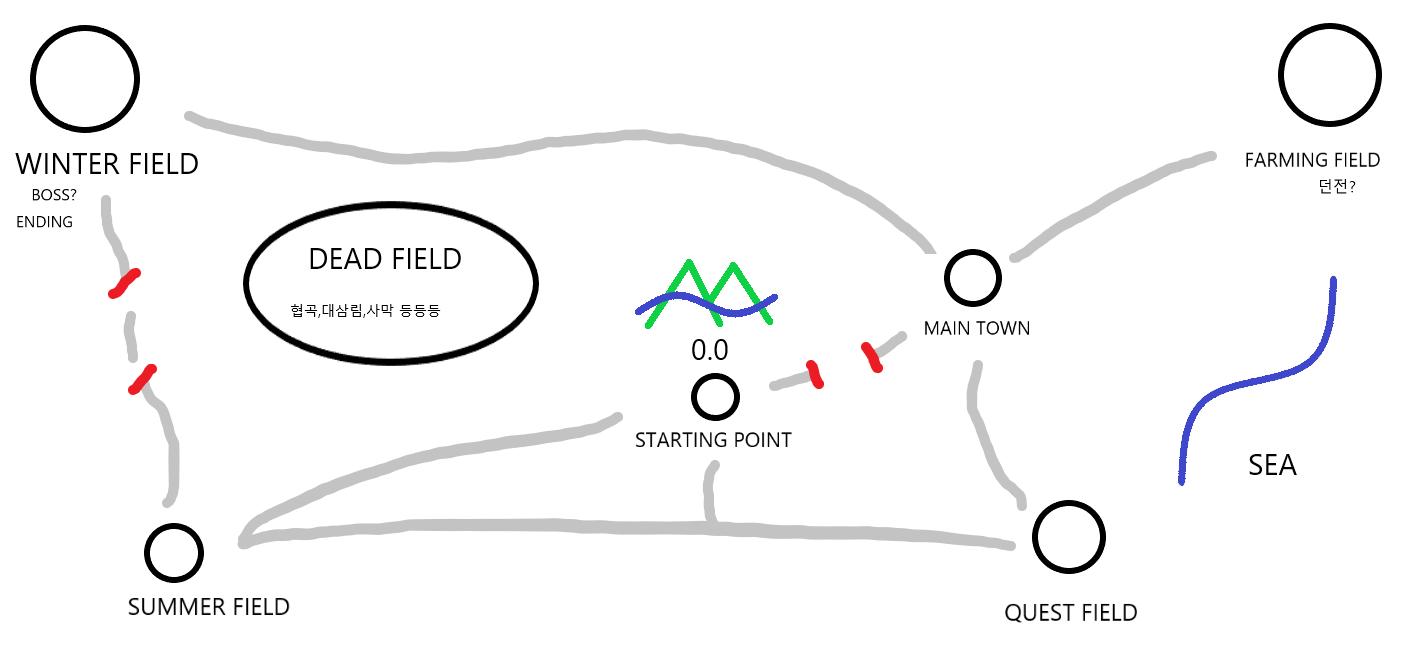 WINTER FIELD
BOSS?
ENDING
FARMING FIELD
던전?
DEAD FIELD
협곡,대삼림,사막 등등등
0.0
MAIN TOWN
STARTING POINT
SEA
SUMMER FIELD
QUEST FIELD